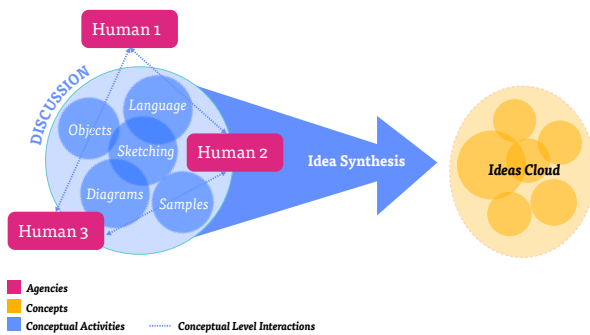 Human 1
DISCUSSION
Language
Objects
Sketching
Human 2
Idea Synthesis
Ideas Cloud
Diagrams
Samples
Human 3
Agencies
Concepts
Conceptual Activities
Conceptual Level Interactions